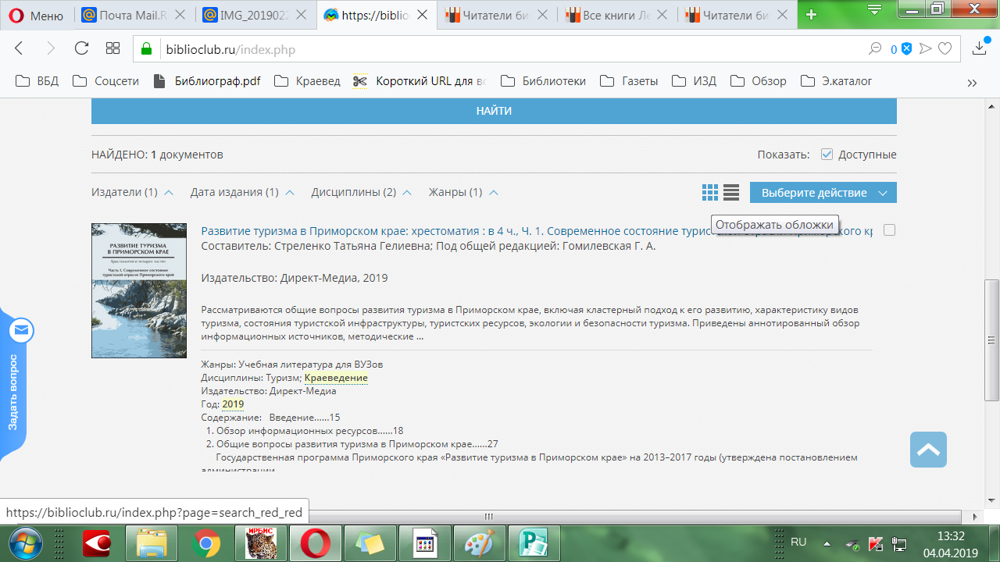 Меню
Почта Mail.R
IMG_2019022
https://biblio
Читатели би
Все книги Ле
Читатели би
biblioclub.ru/index.php
0
ВБД
Соцсети
Библиограф.pdf
Краевед
Короткий URL для вс
Библиотеки
Газеты
ИЗД
Обзор
Э.каталог
НАЙТИ
НАЙДЕНО: 1 документов
Показать: Доступные
Издатели (1)
Дата издания (1)
Дисциплины (2)
Жанры (1)
Выберите действие
Отображать обложки
РАЗВИТИЕ ТУРИЗМА
В ПРИМОРСКОМ КРАЕ
Хрестоматия в четырех частях
Часть 1. Современное состояние
туристской отрасли Приморского края
Развитие туризма в Приморском крае: хрестоматия : в 4 ч., Ч. 1. Современное состояние
Составитель: Стреленко Татьяна Гелиевна; Под общей редакцией: Гомилевская Г. А.
Издательство: Директ-Медиа, 2019
Рассматриваются общие вопросы развития туризма в Приморском крае, включая кластерный подход к его развитию, характеристику видов
туризма, состояния туристской инфраструктуры, туристских ресурсов, экологии и безопасности туризма. Приведены аннотированный обзор
информационных источников, методические ...
Жанры: Учебная литература для ВУЗов
Дисциплины: Туризм; Краеведение
Издательство: Директ-Медиа
Год: 2019
Содержание: Введение......15
1. Обзор информационных ресурсов......18
2. Общие вопросы развития туризма в Приморском крае......27
Государственная программа Приморского края «Развитие туризма в Приморском крае» на 2013–2017 годы (утверждена постановлением
администрации
Задать вопрос
https://biblioclub.ru/index.php?page=search_red_red
ИРБИС
RU
13:32
04.04.2019